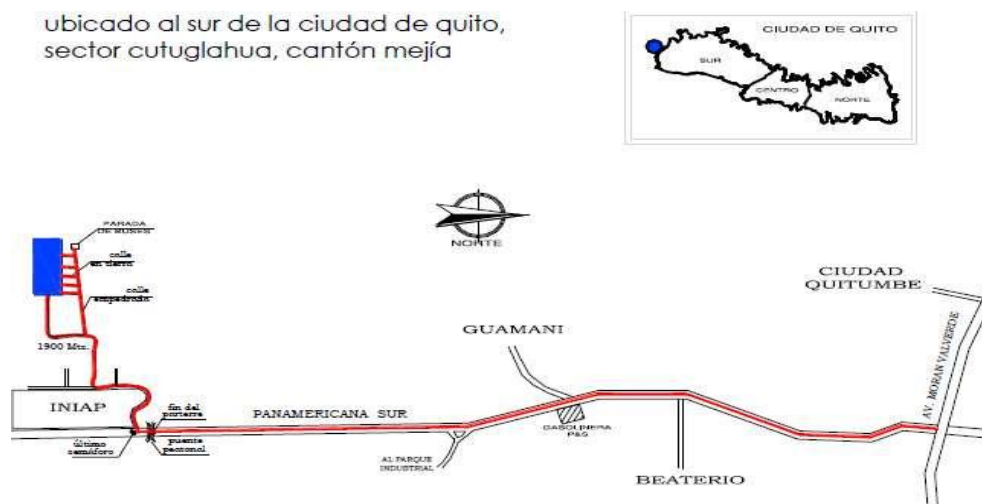 ubicado al sur de la ciudad de quito,
sector cutuglahua, cantón mejía
CIUDAD DE QUITO
SUR
CENTRO
NORTE
NORTE
PARADA
DE BUSES
calle
en tierra
calle
empedrada
1900 Mts.
INIAP
último
semáforo
fin del
parterre
puente
peatonal
PANAMERICANA SUR
AL PARQUE
INDUSTRIAL
GUAMANI
GASOLINERA
P&S
BEATERIO
CIUDAD
QUITUMBE
AV. MORAN VALVERDE